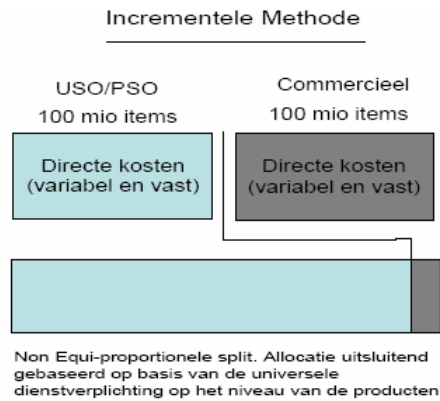 Incrementele Methode
USO/PSO
100 mio items
Commercieel
100 mio items
Directe kosten
(variabel en vast)
Directe kosten
(variabel en vast)
Non Equi-proportionele split. Allocatie uitsluitend
gebaseerd op basis van de universele
dienstverplichting op het niveau van de producten